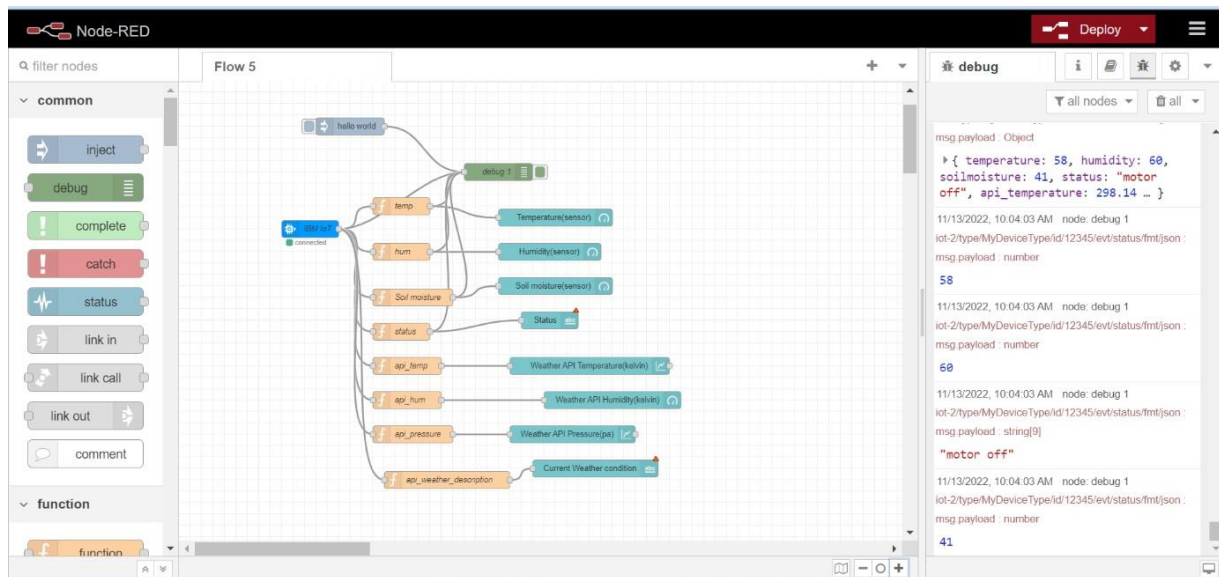 Node-RED
Deploy
filter nodes
Flow 5
debug
i
all nodes
all
common
inject
debug
complete
catch
status
link in
link call
link out
comment
function
function
hello world
debug 1
IBM IoT
connected
temp
Temperature(sensor)
hum
Humidity(sensor)
Soil moisture
Soil moisture(sensor)
status
Status
abc
api_temp
Weather API Temperature(kelvin)
api_hum
Weather API Humidity(kelvin)
api_pressure
Weather API Pressure(pa)
api_weather_description
Current Weather condition
abc
msg.payload : Object
{ temperature: 58, humidity: 60,
soilmoisture: 41, status: "motor
off", api_temperature: 298.14 … }
11/13/2022, 10:04:03 AM node: debug 1
iot-2/type/MyDeviceType/id/12345/evt/status/fmt/json :
msg.payload : number
58
11/13/2022, 10:04:03 AM node: debug 1
iot-2/type/MyDeviceType/id/12345/evt/status/fmt/json :
msg.payload : number
60
11/13/2022, 10:04:03 AM node: debug 1
iot-2/type/MyDeviceType/id/12345/evt/status/fmt/json :
msg.payload : string[9]
"motor off"
11/13/2022, 10:04:03 AM node: debug 1
iot-2/type/MyDeviceType/id/12345/evt/status/fmt/json :
msg.payload : number
41